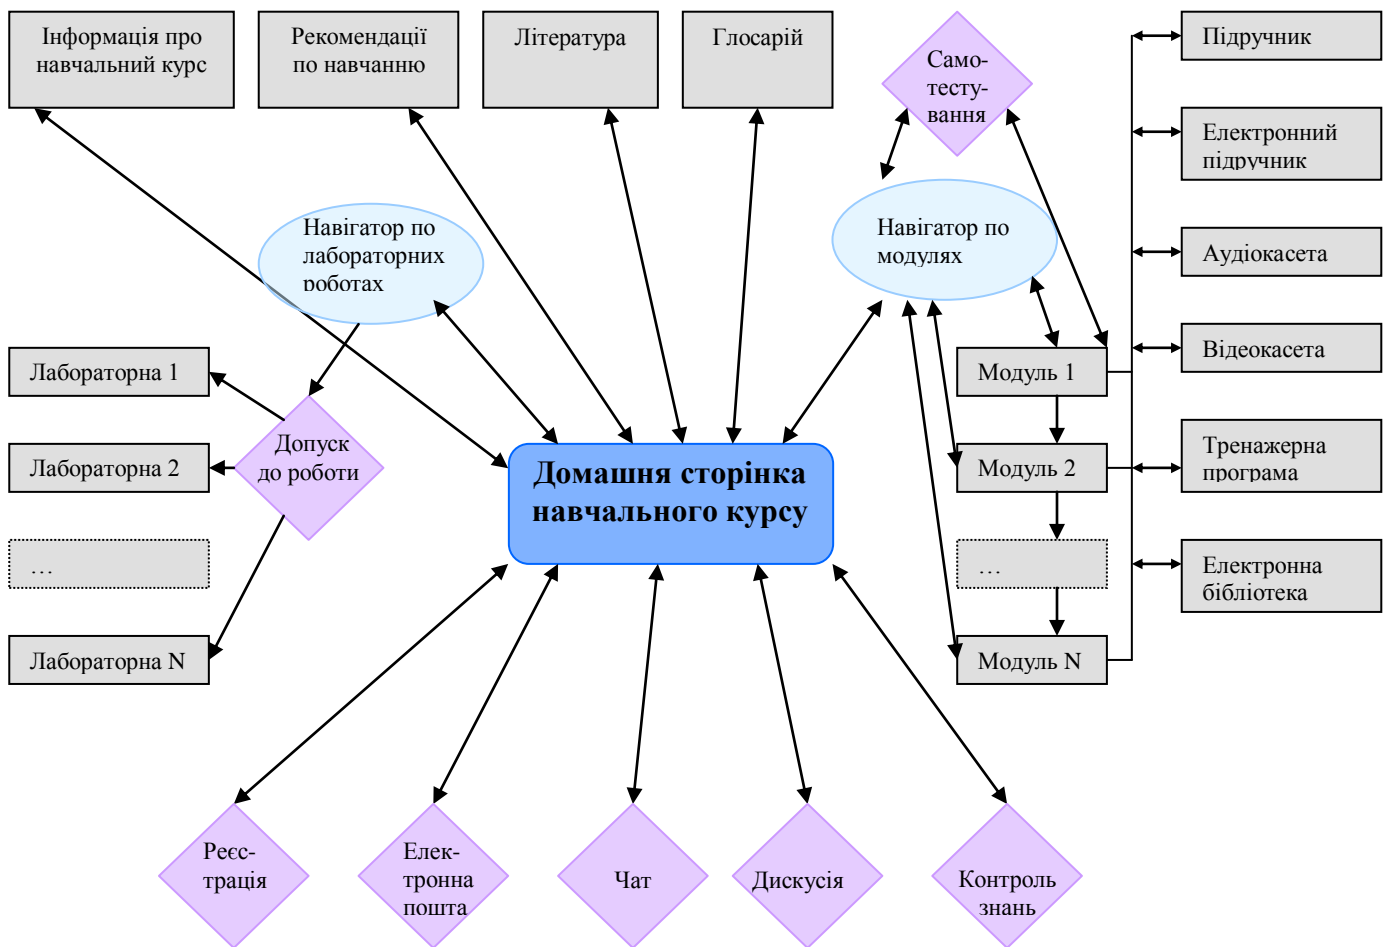 Інформація про
навчальний курс
Рекомендації
по навчанню
Література
Глосарій
Само-
тесту-
вання
Підручник
Електронний
підручник
Аудіокасета
Відеокасета
Тренажерна
програма
Електронна
бібліотека
Навігатор по
лабораторних
роботах
Навігатор по
модулях
Лабораторна 1
Лабораторна 2
…
Лабораторна N
Допуск
до роботи
Домашня сторінка
навчального курсу
Модуль 1
Модуль 2
…
Модуль N
Реєс-
трація
Елек-
тронна
пошта
Чат
Дискусія
Контроль
знань